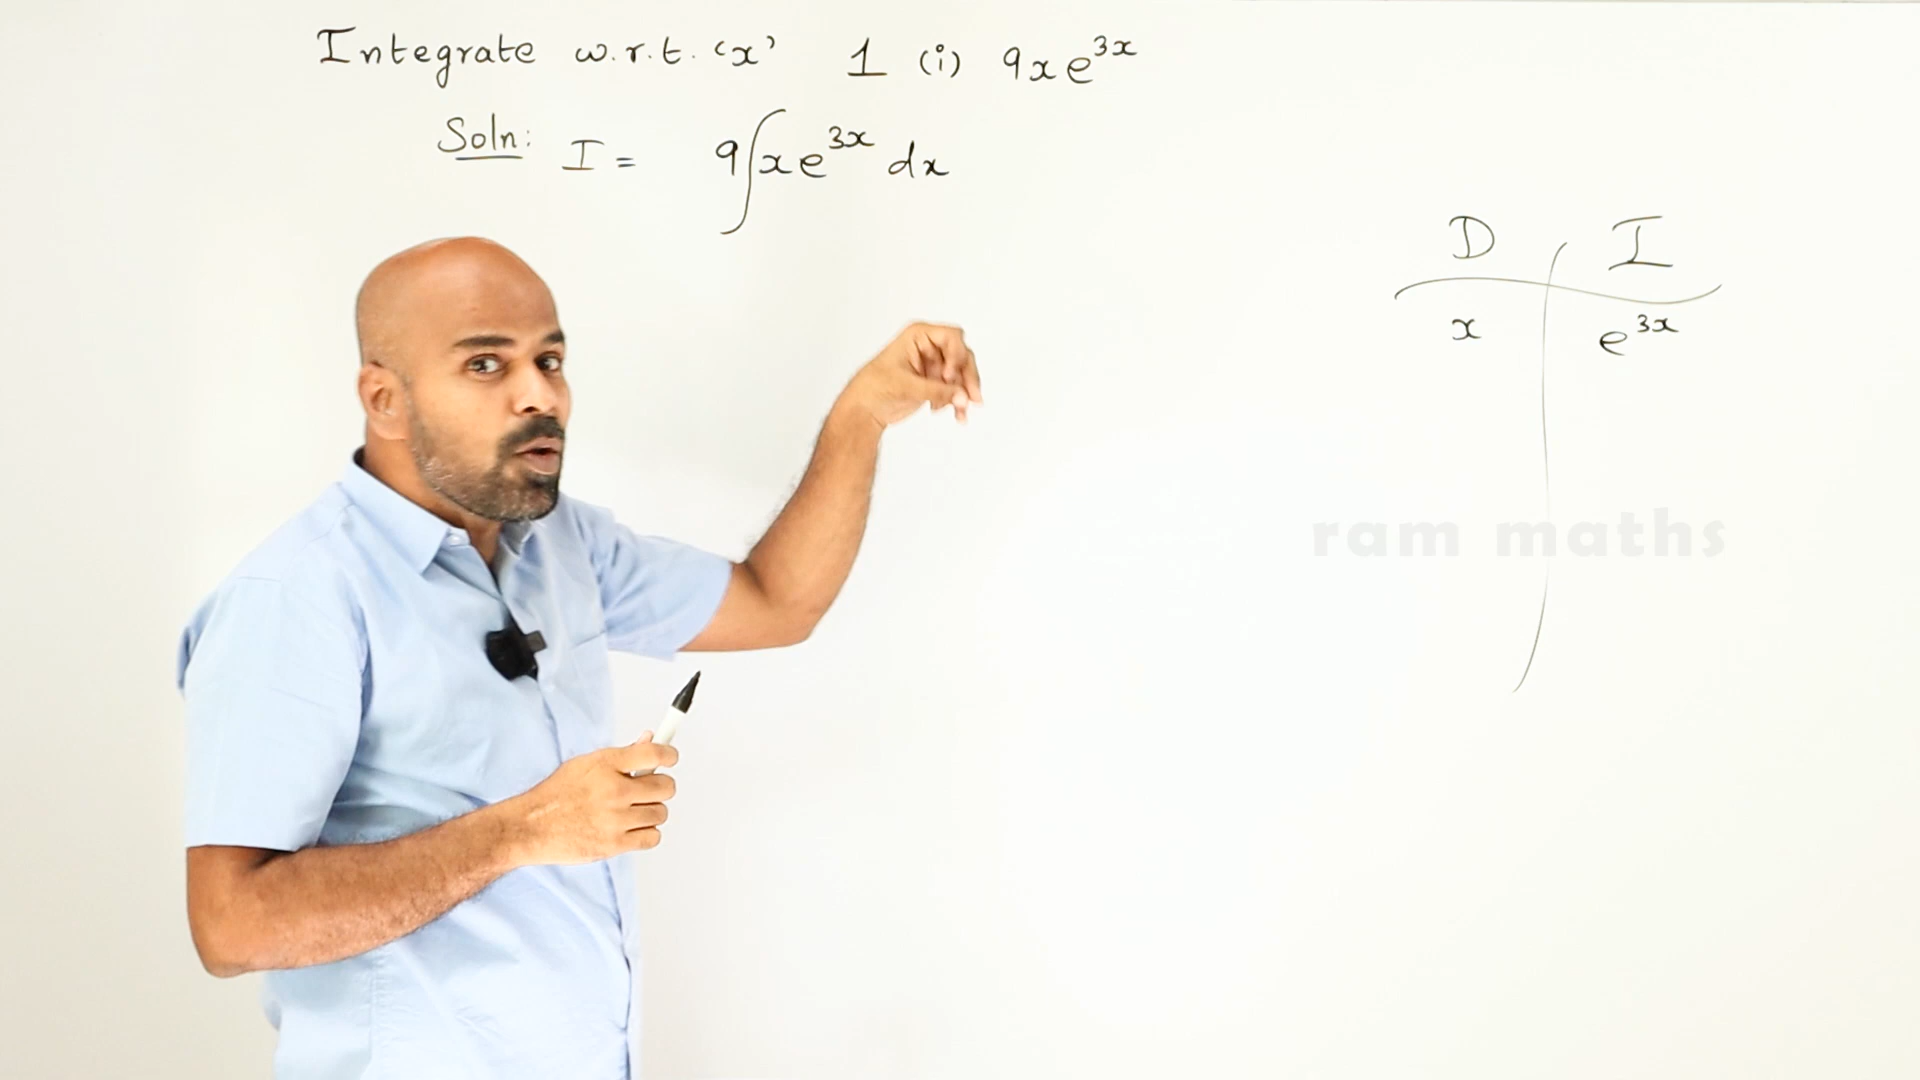 Integrate w.r.t. ‘x’ 1 (i) 9xe^{3x}
Soln: I = 9∫xe^{3x} dx
D I
x e^{3x}
ram maths